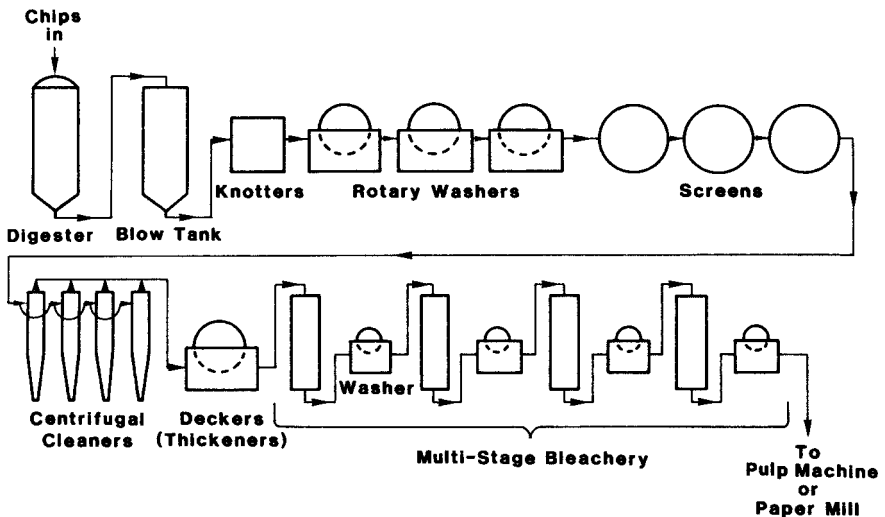 Chips
in
Digester
Blow Tank
Knotters
Rotary Washers
Screens
Centrifugal
Cleaners
Deckers
(Thickeners)
Washer
Multi-Stage Bleachery
To
Pulp Machine
or
Paper Mill